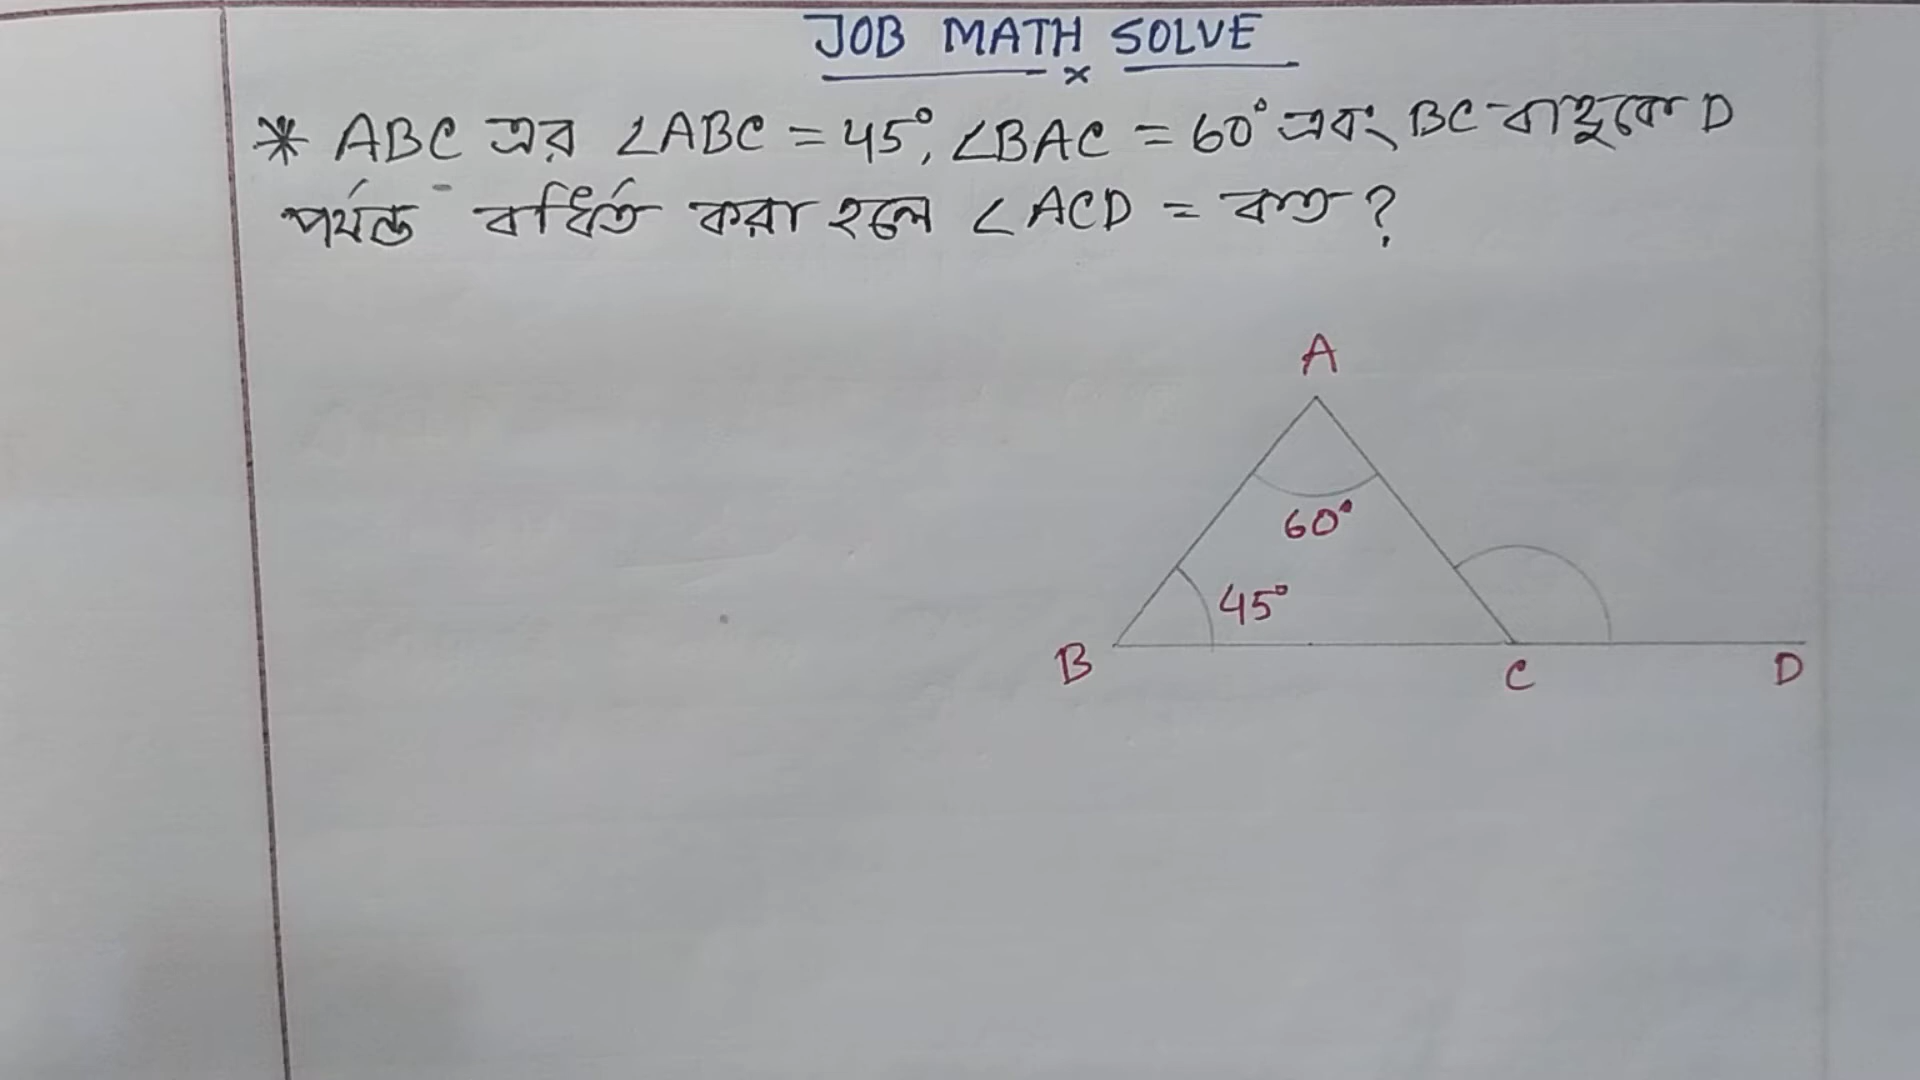 JOB MATH SOLVE
x
* ABC এর ∠ABC = 45°, ∠BAC = 60° এবং BC বাহুকে D
পর্যন্ত বর্ধিত করা হলে ∠ACD = কত ?
A
60°
45°
B
C
D